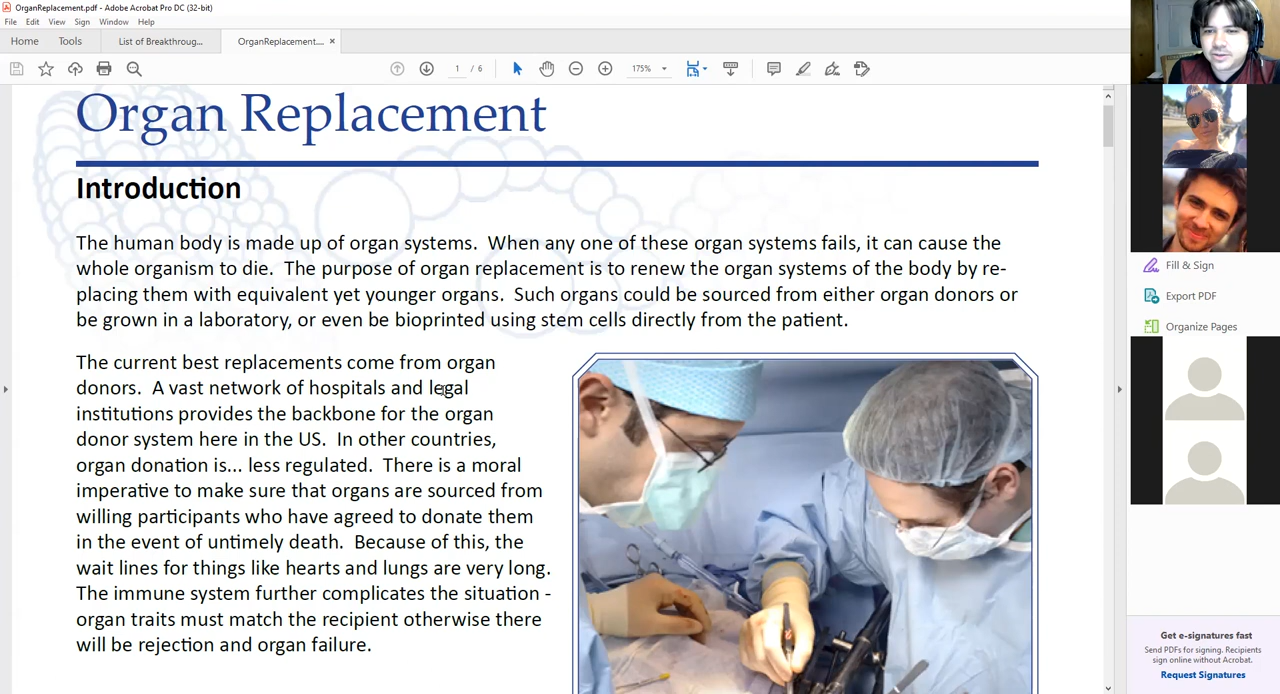 OrganReplacement.pdf - Adobe Acrobat Pro DC (32-bit)
File Edit View Sign Window Help
Home Tools List of Breakthroug... OrganReplacement.... ×
1 / 6 175%
Organ Replacement
Introduction
The human body is made up of organ systems.  When any one of these organ systems fails, it can cause the
whole organism to die.  The purpose of organ replacement is to renew the organ systems of the body by re-
placing them with equivalent yet younger organs.  Such organs could be sourced from either organ donors or
be grown in a laboratory, or even be bioprinted using stem cells directly from the patient.
The current best replacements come from organ
donors.  A vast network of hospitals and legal
institutions provides the backbone for the organ
donor system here in the US.  In other countries,
organ donation is... less regulated.  There is a moral
imperative to make sure that organs are sourced from
willing participants who have agreed to donate them
in the event of untimely death.  Because of this, the
wait lines for things like hearts and lungs are very long.
The immune system further complicates the situation -
organ traits must match the recipient otherwise there
will be rejection and organ failure.
Fill & Sign
Export PDF
Organize Pages
Get e-signatures fast
Send PDFs for signing. Recipients
sign online without Acrobat.
Request Signatures